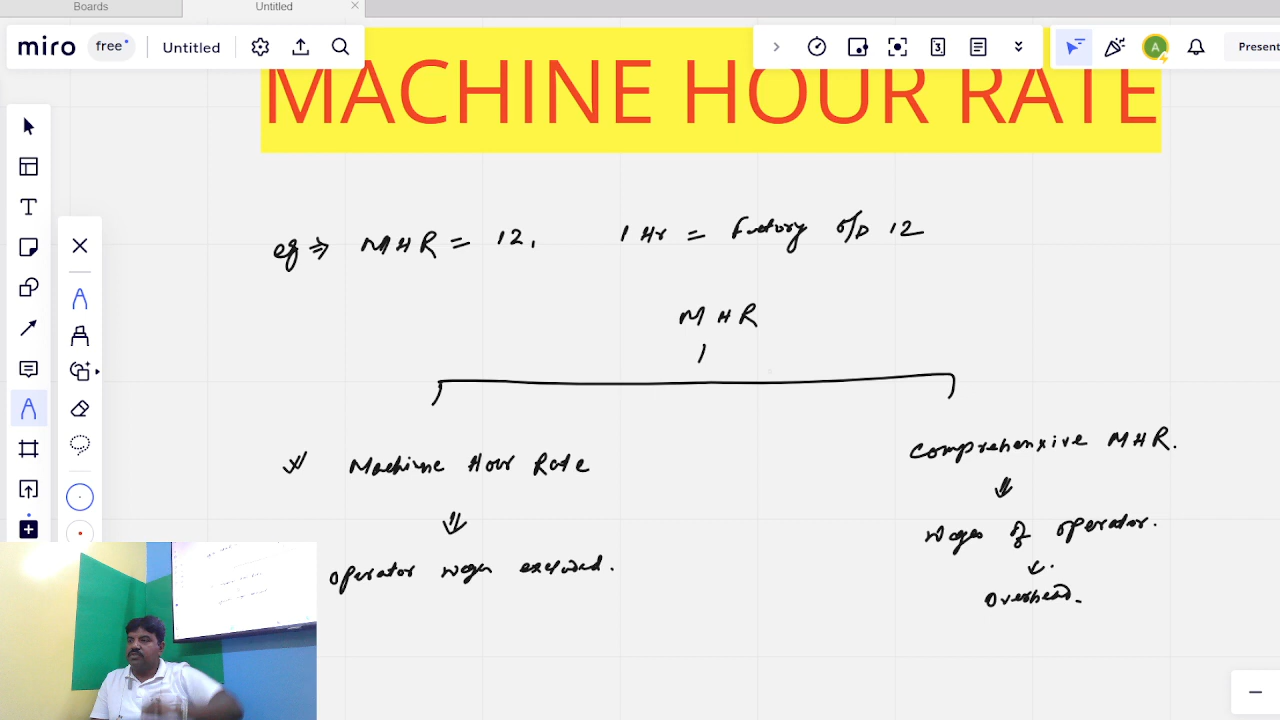 Boards
Untitled
miro free Untitled
3
A
Present
MACHINE HOUR RATE
eg ⇒ MHR = 12, 1 Hr = Factory o/p 12
MHR
Machine Hour Rate
Comprehensive MHR.
operator wages excluded.
wages of operator.
overhead.